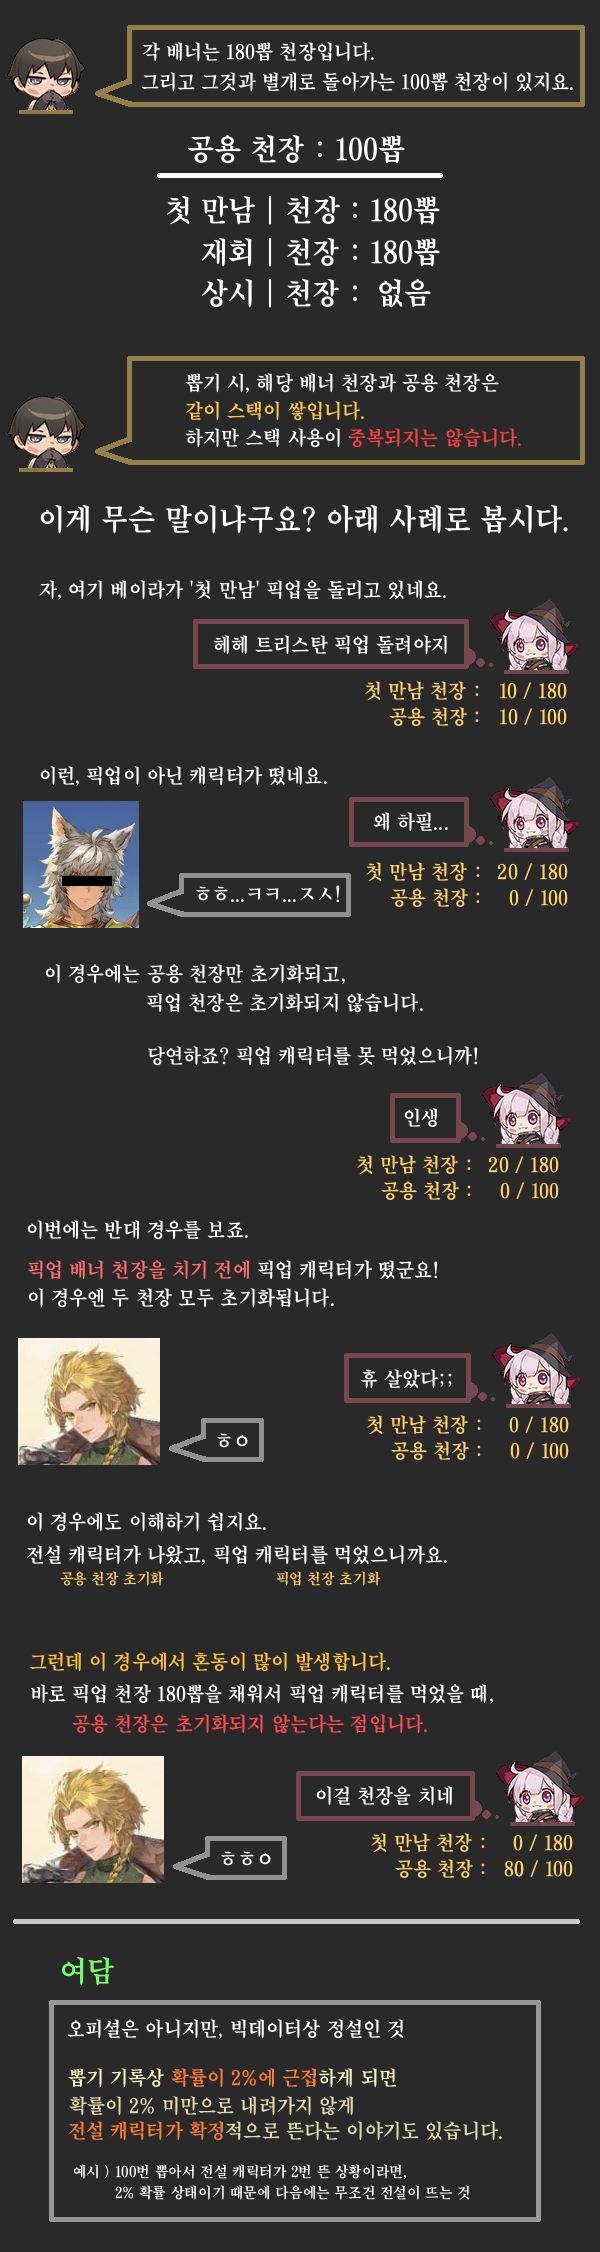 각 배너는 180뽑 천장입니다.
그리고 그것과 별개로 돌아가는 100뽑 천장이 있지요.
공용 천장 : 100뽑
첫 만남 | 천장 : 180뽑
재회 | 천장 : 180뽑
상시 | 천장 : 없음
뽑기 시, 해당 배너 천장과 공용 천장은
같이 스택이 쌓입니다.
하지만 스택 사용이 중복되지는 않습니다.
이게 무슨 말이냐구요? 아래 사례로 봅시다.
자, 여기 베이라가 '첫 만남' 픽업을 돌리고 있네요.
헤헤 트리스탄 픽업 돌려야지
첫 만남 천장 : 10 / 180
공용 천장 : 10 / 100
이런, 픽업이 아닌 캐릭터가 떴네요.
왜 하필...
첫 만남 천장 : 20 / 180
공용 천장 : 0 / 100
ㅎㅎ...ㅋㅋ...ㅈㅅ!
이 경우에는 공용 천장만 초기화되고,
픽업 천장은 초기화되지 않습니다.
당연하죠? 픽업 캐릭터를 못 먹었으니까!
인생
첫 만남 천장 : 20 / 180
공용 천장 : 0 / 100
이번에는 반대 경우를 보죠.
픽업 배너 천장을 치기 전에 픽업 캐릭터가 떴군요!
이 경우엔 두 천장 모두 초기화됩니다.
휴 살았다;;
첫 만남 천장 : 0 / 180
공용 천장 : 0 / 100
ㅎㅇ
이 경우에도 이해하기 쉽지요.
전설 캐릭터가 나왔고, 픽업 캐릭터를 먹었으니까요.
공용 천장 초기화 픽업 천장 초기화
그런데 이 경우에서 혼동이 많이 발생합니다.
바로 픽업 천장 180뽑을 채워서 픽업 캐릭터를 먹었을 때,
공용 천장은 초기화되지 않는다는 점입니다.
이걸 천장을 치네
첫 만남 천장 : 0 / 180
공용 천장 : 80 / 100
ㅎㅎㅇ
여담
오피셜은 아니지만, 빅데이터상 정설인 것
뽑기 기록상 확률이 2%에 근접하게 되면
확률이 2% 미만으로 내려가지 않게
전설 캐릭터가 확정적으로 뜬다는 이야기도 있습니다.
예시 ) 100번 뽑아서 전설 캐릭터가 2번 뜬 상황이라면,
2% 확률 상태이기 때문에 다음에는 무조건 전설이 뜨는 것